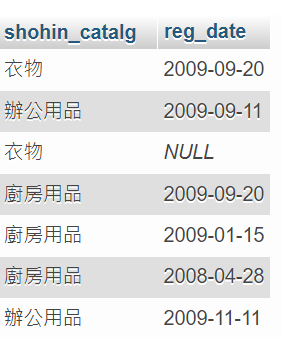 shohin_catalg reg_date
衣物 2009-09-20
辦公用品 2009-09-11
衣物 NULL
廚房用品 2009-09-20
廚房用品 2009-01-15
廚房用品 2008-04-28
辦公用品 2009-11-11